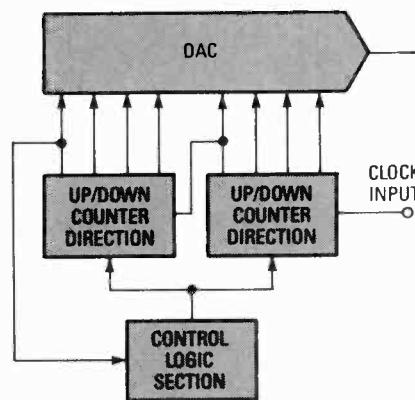 DAC
CLOCK
INPUT
UP/DOWN
COUNTER
DIRECTION
UP/DOWN
COUNTER
DIRECTION
CONTROL
LOGIC
SECTION